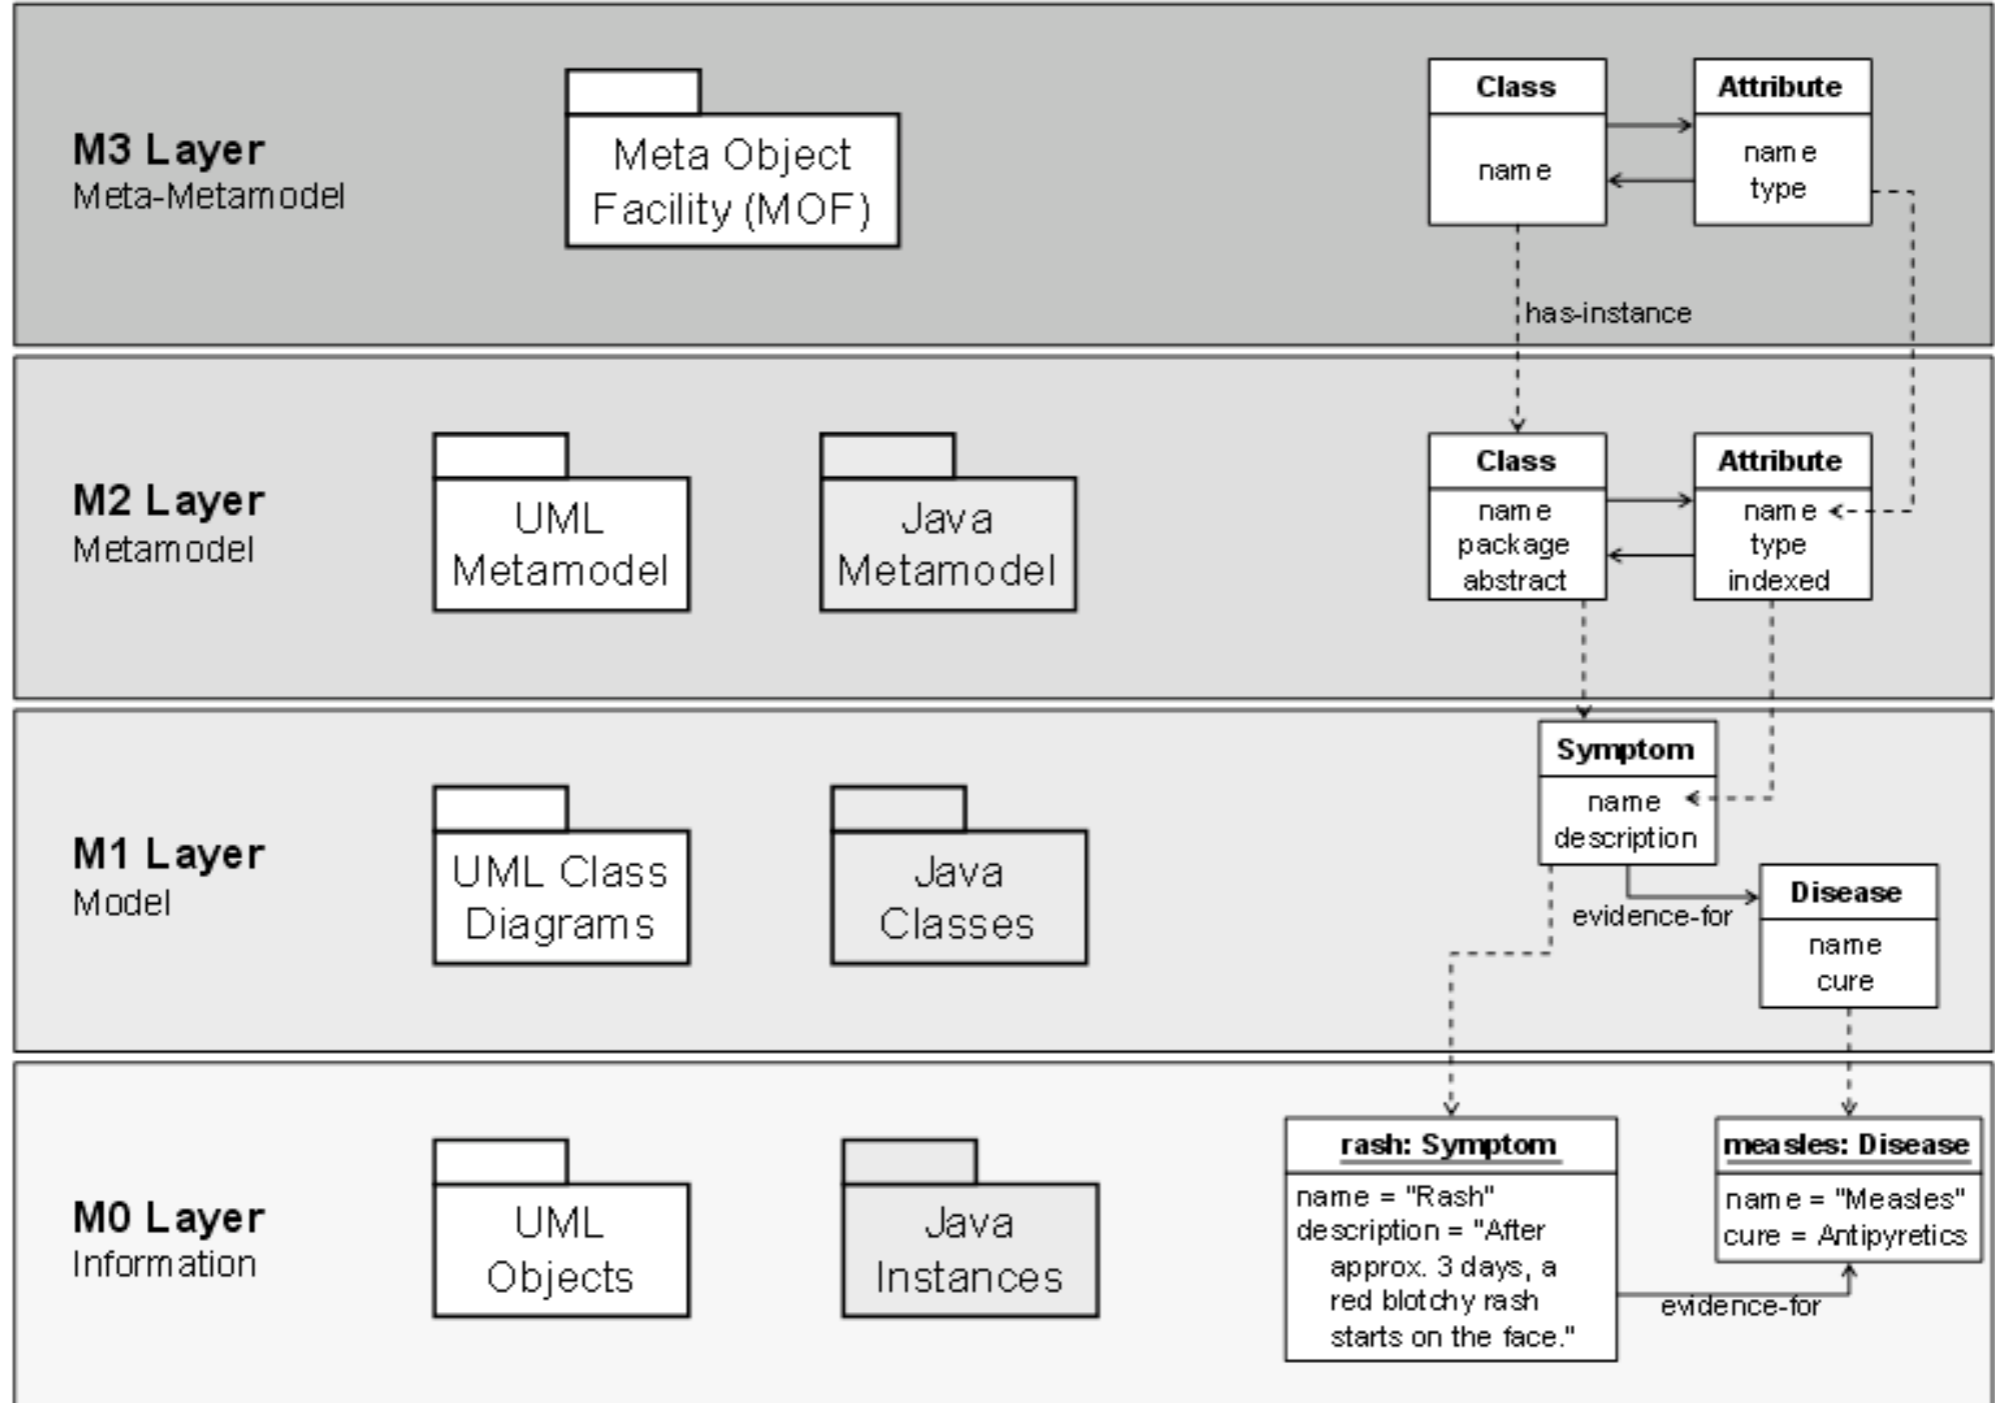 M3 Layer
Meta-Metamodel
Meta Object
Facility (MOF)
Class
name
Attribute
name
type
has-instance
M2 Layer
Metamodel
UML
Metamodel
Java
Metamodel
Class
name
package
abstract
Attribute
name
type
indexed
M1 Layer
Model
UML Class
Diagrams
Java
Classes
Symptom
name
description
evidence-for
Disease
name
cure
M0 Layer
Information
UML
Objects
Java
Instances
rash: Symptom
name = "Rash"
description = "After
approx. 3 days, a
red blotchy rash
starts on the face."
evidence-for
measles: Disease
name = "Measles"
cure = Antipyretics